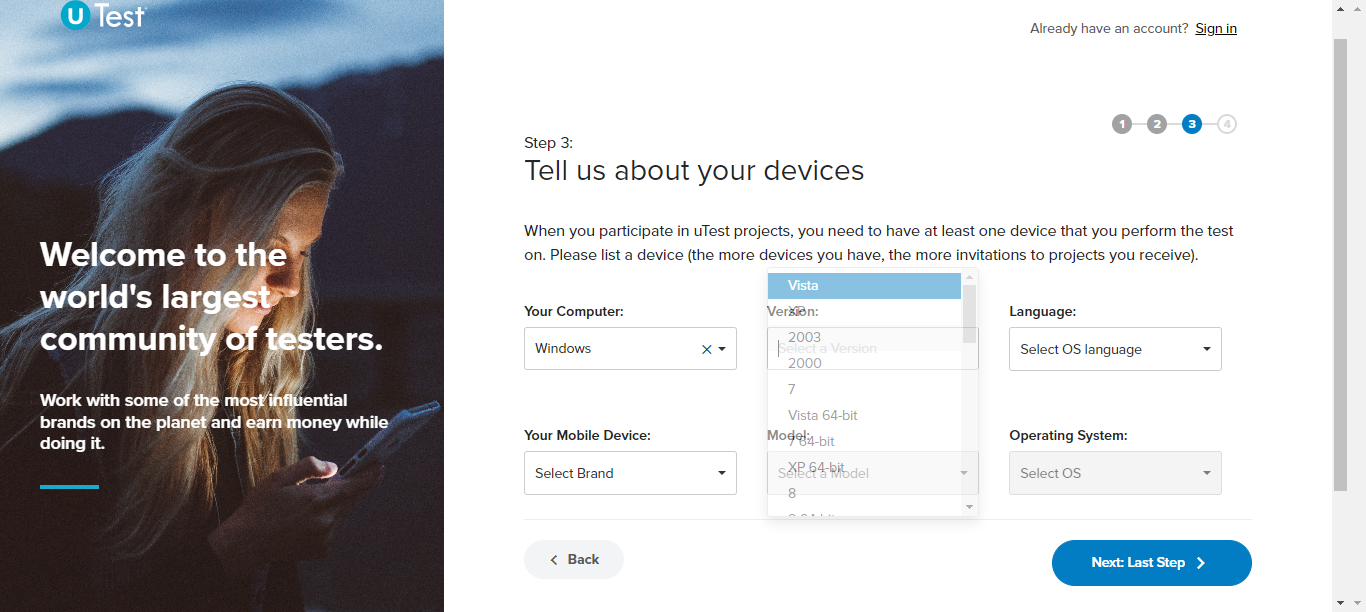 uTest
Already have an account? Sign in
1 2 3 4
Step 3:
Tell us about your devices
Welcome to the
world's largest
community of testers.
Work with some of the most influential
brands on the planet and earn money while
doing it.
When you participate in uTest projects, you need to have at least one device that you perform the test
on. Please list a device (the more devices you have, the more invitations to projects you receive).
Your Computer:
Windows
Version:
Select a Version
Vista
XP
2003
2000
7
Vista 64-bit
7 64-bit
XP 64-bit
8
Language:
Select OS language
Your Mobile Device:
Select Brand
Model:
Select a Model
Operating System:
Select OS
Back
Next: Last Step